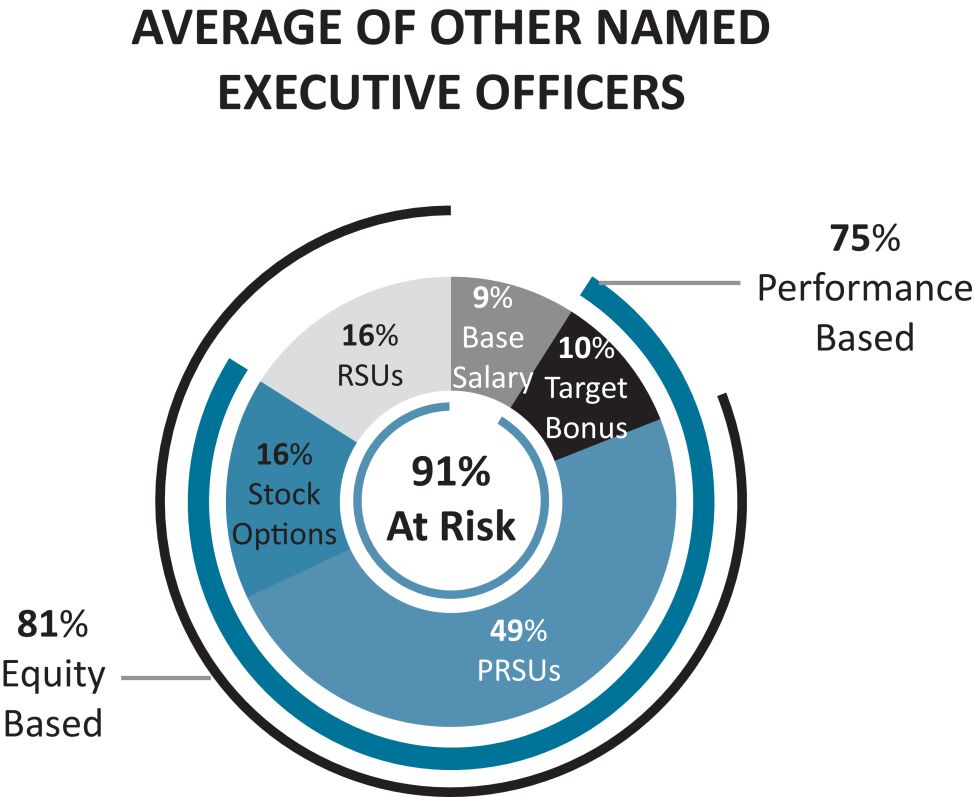 AVERAGE OF OTHER NAMED
EXECUTIVE OFFICERS
75%
Performance
Based
9%
Base
Salary
10%
Target
Bonus
16%
RSUs
16%
Stock
Options
91%
At Risk
49%
PRSUs
81%
Equity
Based